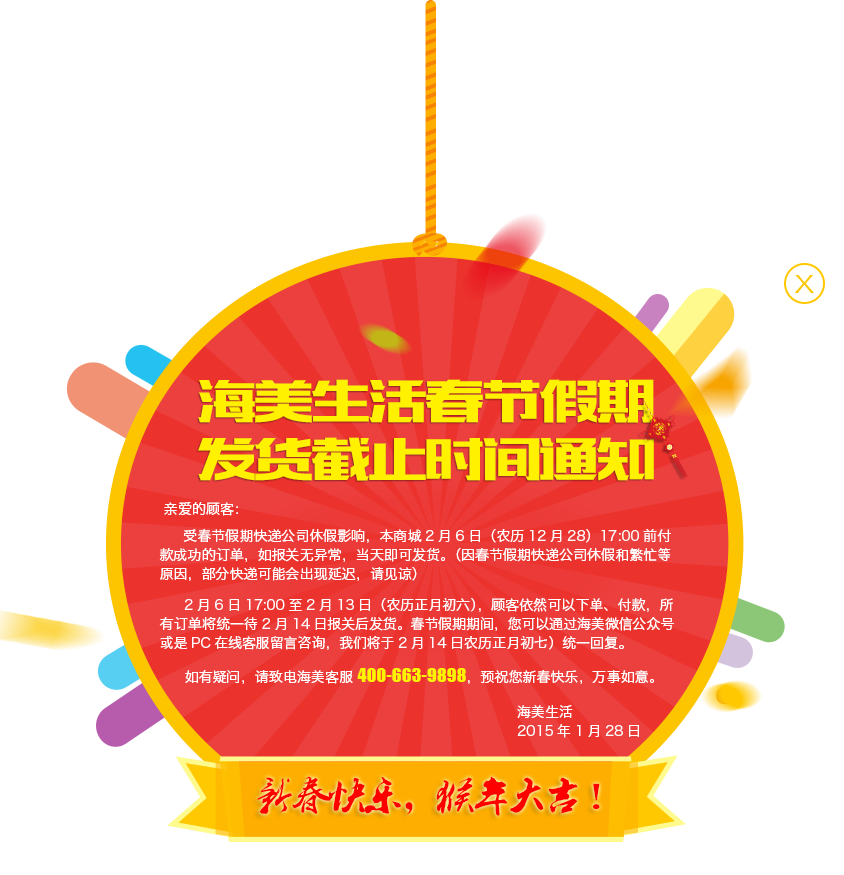 海美生活春节假期
发货截止时间通知
亲爱的顾客：
受春节假期快递公司休假影响，本商城 2 月 6 日（农历 12 月 28）17:00 前付
款成功的订单，如报关无异常，当天即可发货。（因春节假期快递公司休假和繁忙等
原因，部分快递可能会出现延迟，请见谅）
2 月 6 日 17:00 至 2 月 13 日（农历正月初六），顾客依然可以下单、付款，所
有订单将统一待 2 月 14 日报关后发货。春节假期期间，您可以通过海美微信公众号
或是 PC 在线客服留言咨询，我们将于 2 月 14 日农历正月初七）统一回复。
如有疑问，请致电海美客服 400-663-9898，预祝您新春快乐，万事如意。
海美生活
2015 年 1 月 28 日
新春快乐，猴年大吉！
X